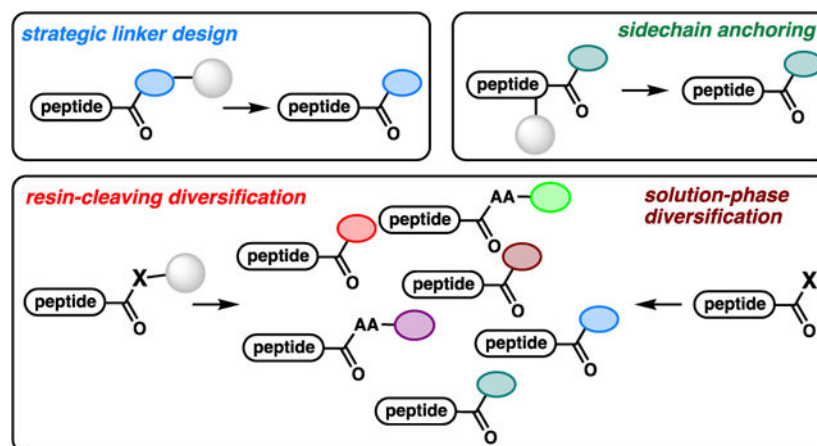 strategic linker design
peptide
O
peptide
O
sidechain anchoring
peptide
O
peptide
O
resin-cleaving diversification
solution-phase
diversification
peptide
X
O
peptide
O
peptide
AA
O
peptide
O
peptide
AA
O
peptide
O
peptide
O
peptide
X
O